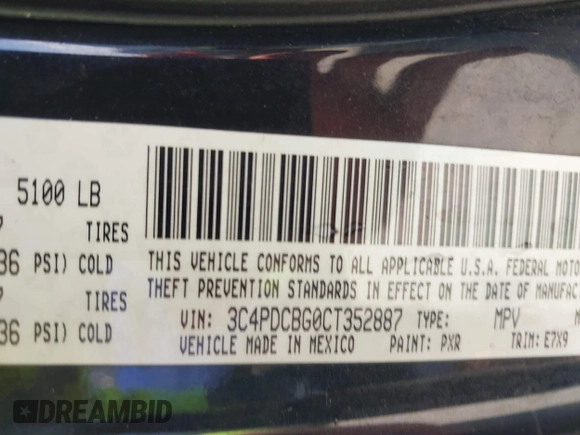 5100 LB
TIRES
36 PSI) COLD
TIRES
36 PSI) COLD
THIS VEHICLE CONFORMS TO ALL APPLICABLE U.S.A. FEDERAL MOTO
THEFT PREVENTION STANDARDS IN EFFECT ON THE DATE OF MANUFAC
VIN: 3C4PDCBG0CT352887 TYPE: MPV
VEHICLE MADE IN MEXICO PAINT: PXR TRIM: E7X9
DREAMBID